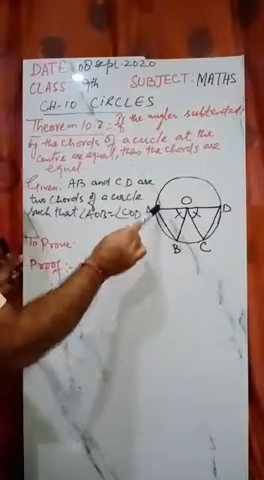 DATE: 08 Sept. 2020
CLASS 9th SUBJECT: MATHS
CH-10 CIRCLES
Theorem 10.2: If the angles subtended
by the chords of a circle at the
centre are equal, then the chords are
equal.
Given: AB and CD are
two chords of a circle
such that ∠AOB = ∠COD
To Prove:
Proof:-
O
A
D
x x
B
C